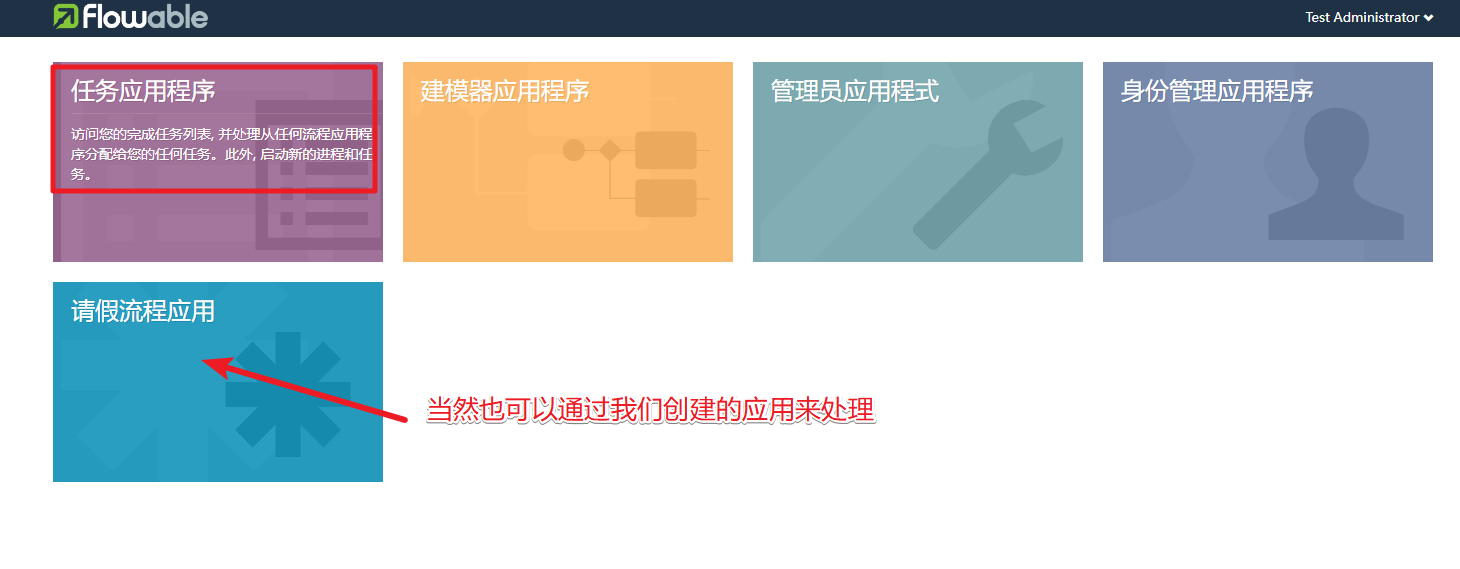 flowable
Test Administrator
任务应用程序
访问您的完成任务列表, 并处理从任何流程应用程
序分配给您的任何任务。此外, 启动新的进程和任
务。
建模器应用程序
管理员应用程式
身份管理应用程序
请假流程应用
当然也可以通过我们创建的应用来处理